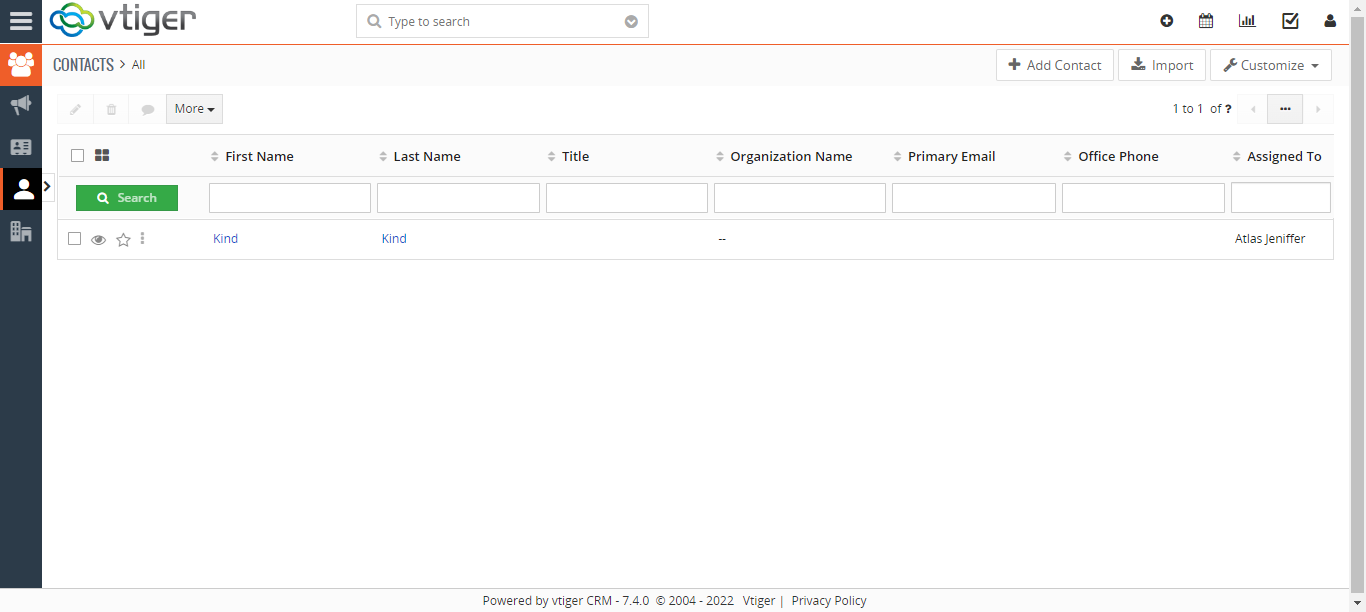 vtiger
Type to search
CONTACTS > All
Add Contact
Import
Customize
More
1 to 1 of ?
First Name
Last Name
Title
Organization Name
Primary Email
Office Phone
Assigned To
Search
Kind
Kind
--
Atlas Jeniffer
Powered by vtiger CRM - 7.4.0 © 2004 - 2022 Vtiger | Privacy Policy